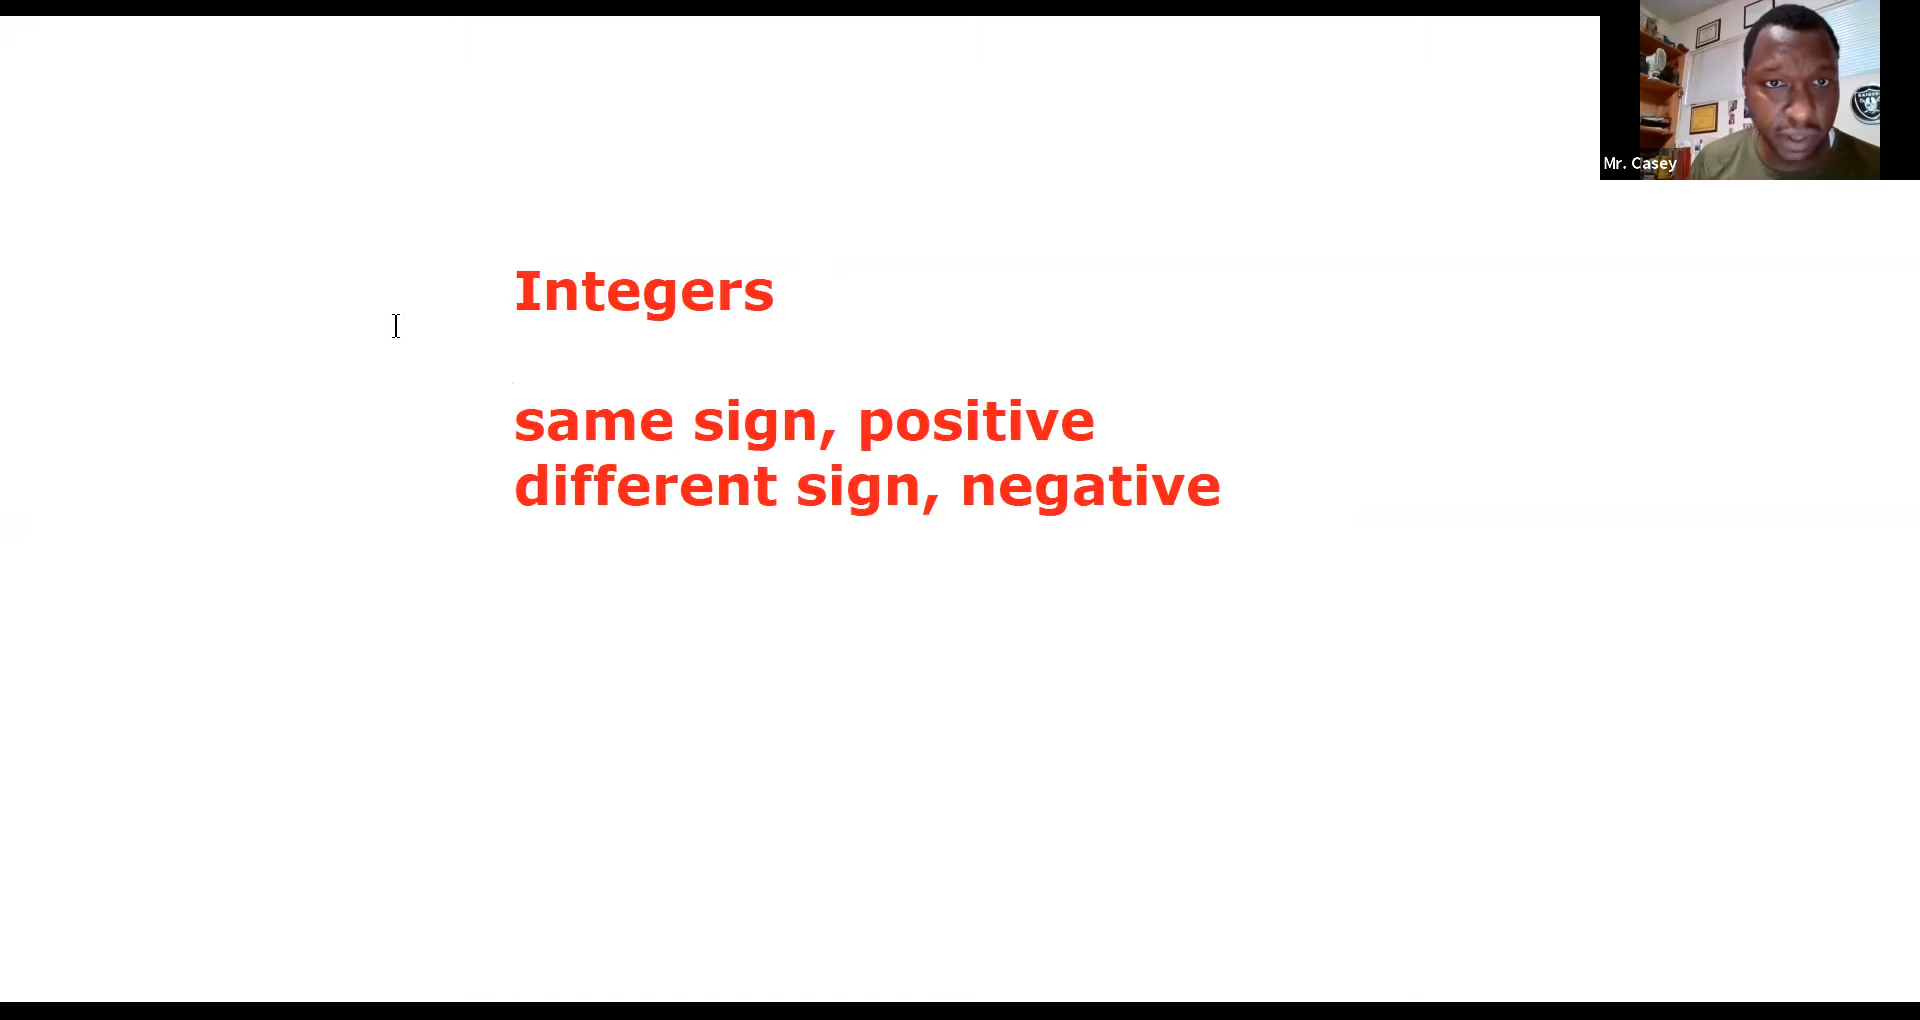 Mr. Casey
Integers
same sign, positive
different sign, negative